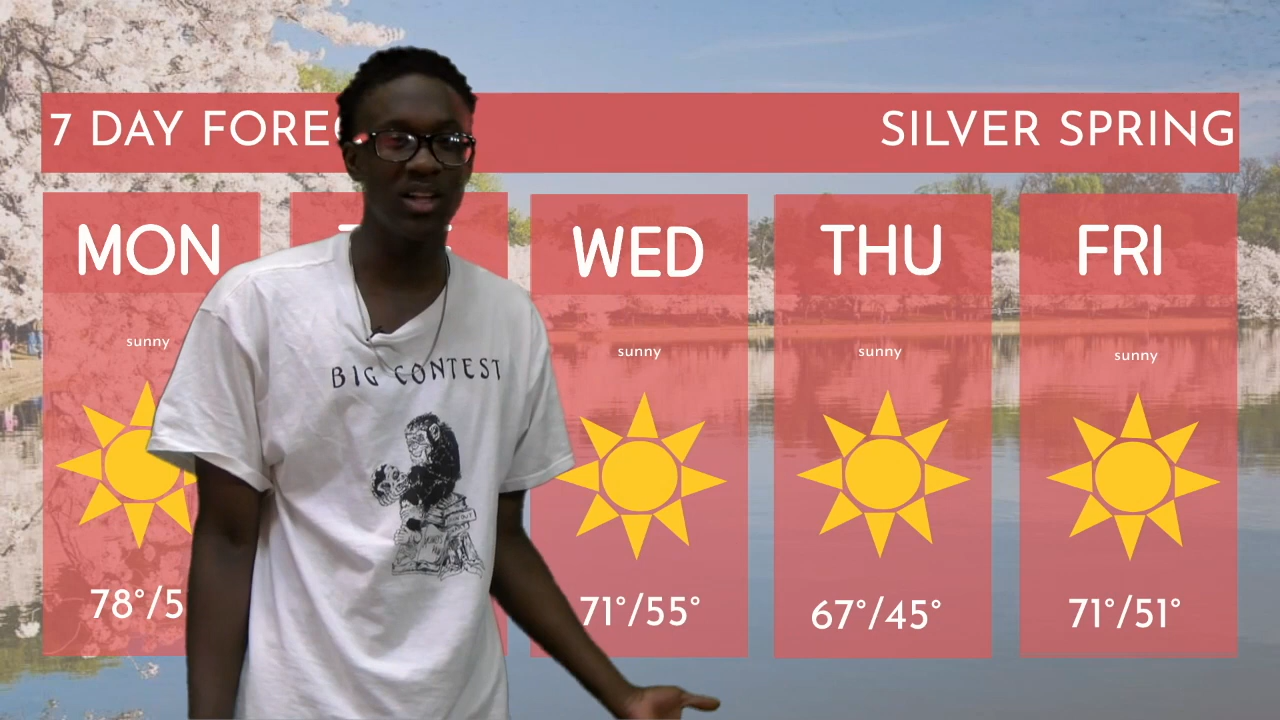 7 DAY FOREC
SILVER SPRING
MON
WED
THU
FRI
sunny
sunny
sunny
sunny
BIG CONTEST
78°/5
71°/55°
67°/45°
71°/51°